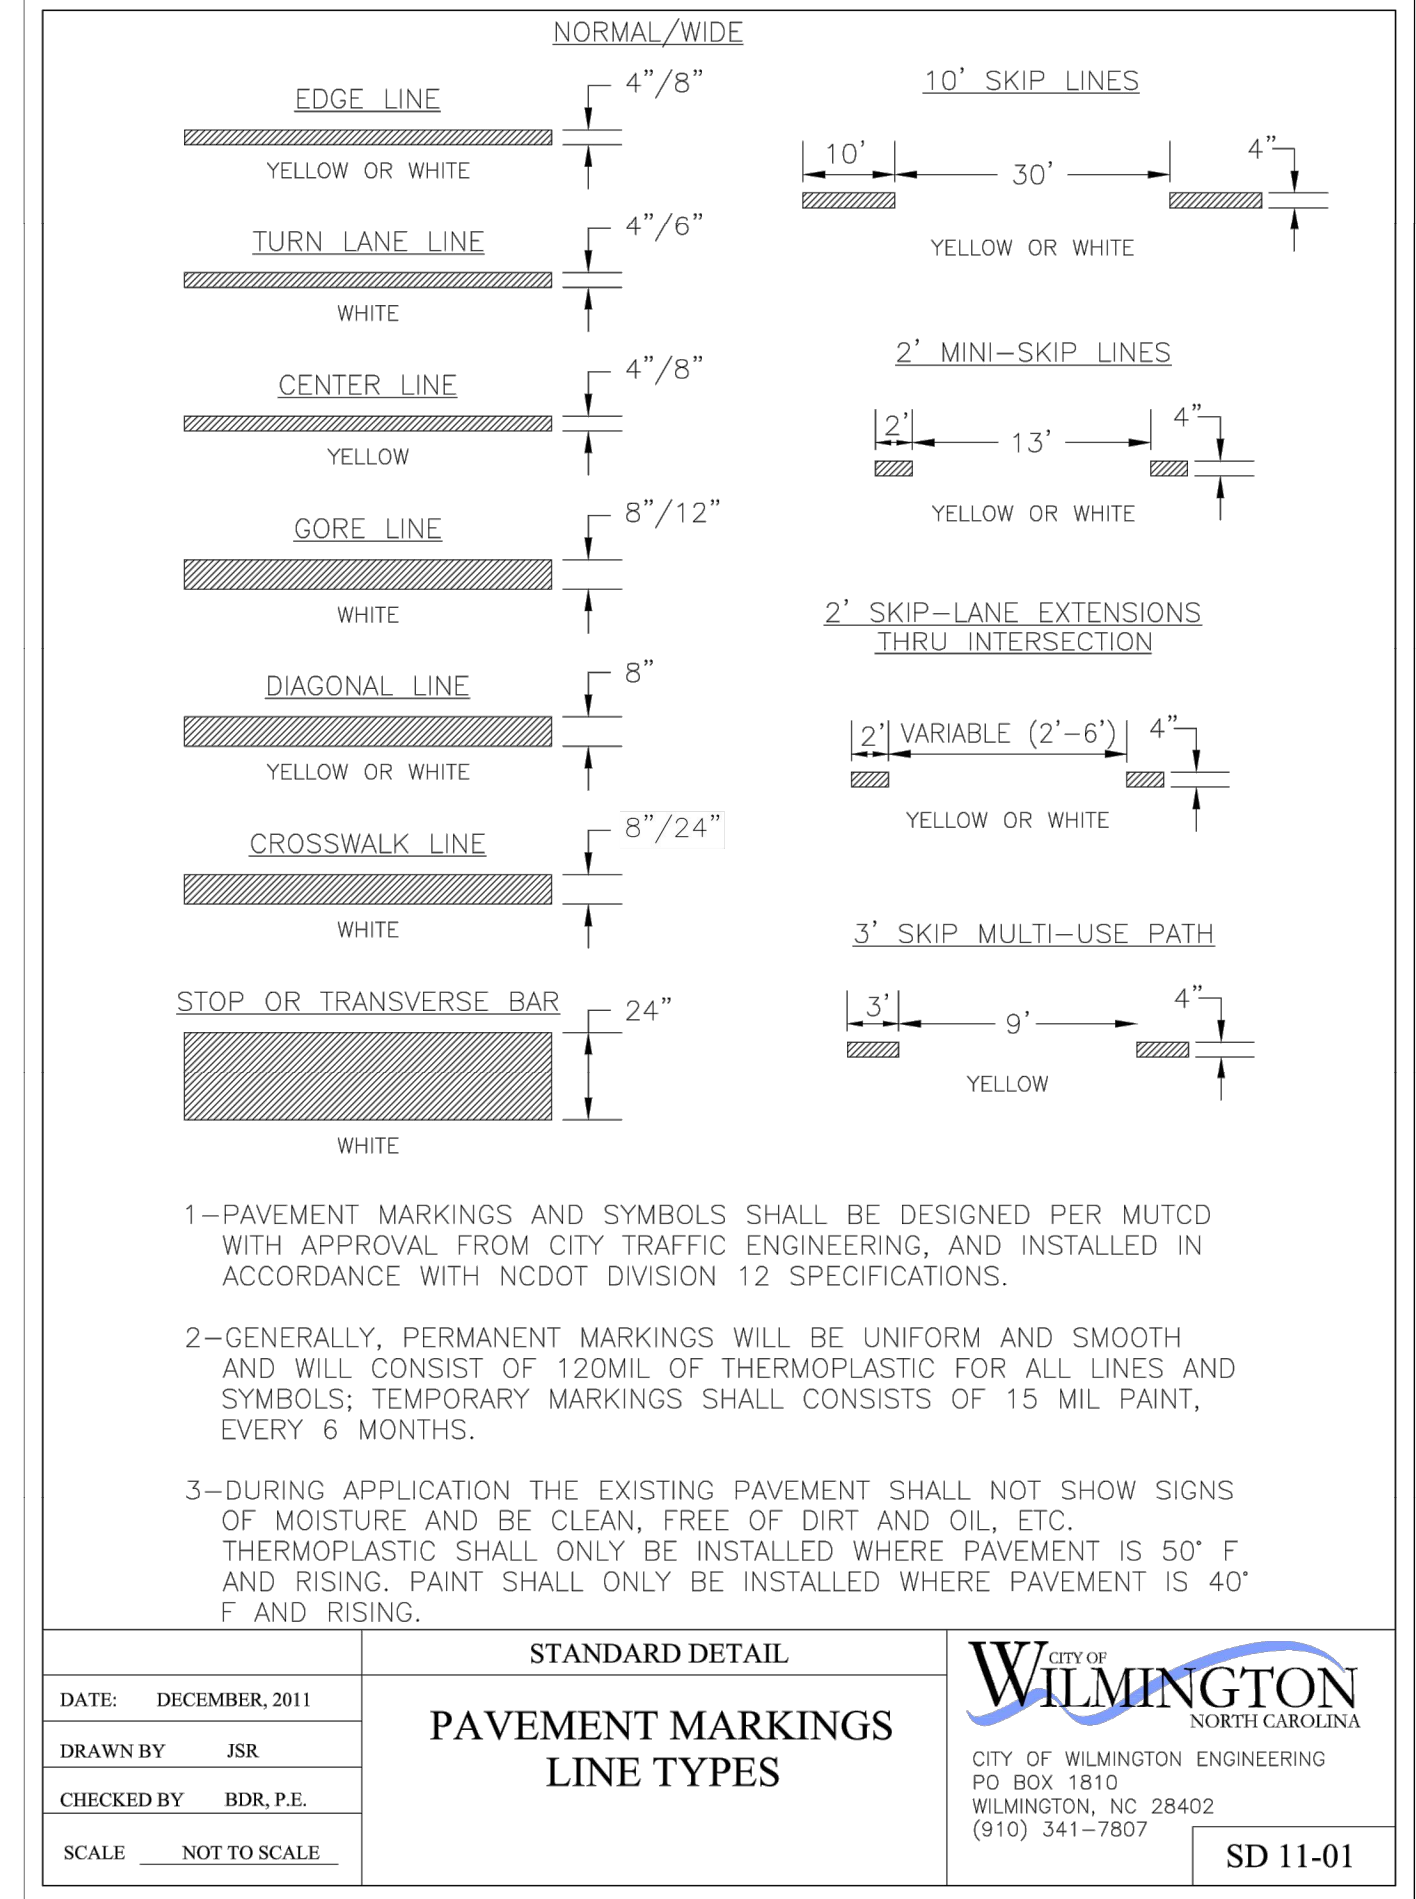 NORMAL/WIDE
EDGE LINE
4"/8"
YELLOW OR WHITE
TURN LANE LINE
4"/6"
WHITE
CENTER LINE
4"/8"
YELLOW
GORE LINE
8"/12"
WHITE
DIAGONAL LINE
8"
YELLOW OR WHITE
CROSSWALK LINE
8"/24"
WHITE
STOP OR TRANSVERSE BAR
24"
WHITE
10' SKIP LINES
10'
30'
4"
YELLOW OR WHITE
2' MINI-SKIP LINES
2'
13'
4"
YELLOW OR WHITE
2' SKIP-LANE EXTENSIONS
THRU INTERSECTION
2'
VARIABLE (2'-6')
4"
YELLOW OR WHITE
3' SKIP MULTI-USE PATH
3'
9'
4"
YELLOW
1-PAVEMENT MARKINGS AND SYMBOLS SHALL BE DESIGNED PER MUTCD
WITH APPROVAL FROM CITY TRAFFIC ENGINEERING, AND INSTALLED IN
ACCORDANCE WITH NCDOT DIVISION 12 SPECIFICATIONS.
2-GENERALLY, PERMANENT MARKINGS WILL BE UNIFORM AND SMOOTH
AND WILL CONSIST OF 120MIL OF THERMOPLASTIC FOR ALL LINES AND
SYMBOLS; TEMPORARY MARKINGS SHALL CONSISTS OF 15 MIL PAINT,
EVERY 6 MONTHS.
3-DURING APPLICATION THE EXISTING PAVEMENT SHALL NOT SHOW SIGNS
OF MOISTURE AND BE CLEAN, FREE OF DIRT AND OIL, ETC.
THERMOPLASTIC SHALL ONLY BE INSTALLED WHERE PAVEMENT IS 50° F
AND RISING. PAINT SHALL ONLY BE INSTALLED WHERE PAVEMENT IS 40°
F AND RISING.
DATE: DECEMBER, 2011
DRAWN BY JSR
CHECKED BY BDR, P.E.
SCALE NOT TO SCALE
STANDARD DETAIL
PAVEMENT MARKINGS
LINE TYPES
CITY OF
WILMINGTON
NORTH CAROLINA
CITY OF WILMINGTON ENGINEERING
PO BOX 1810
WILMINGTON, NC 28402
(910) 341-7807
SD 11-01